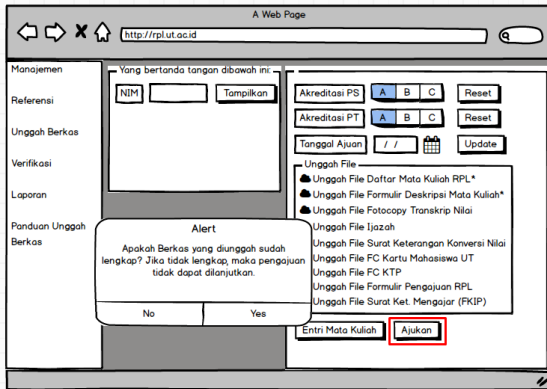 A Web Page
http://rpl.ut.ac.id
Manajemen
Referensi
Unggah Berkas
Verifikasi
Laporan
Panduan Unggah
Berkas
Yang bertanda tangan dibawah ini:
NIM
Tampilkan
Akreditasi PS
A B C
Reset
Akreditasi PT
A B C
Reset
Tanggal Ajuan
/ /
Update
Unggah File
Unggah File Daftar Mata Kuliah RPL*
Unggah File Formulir Deskripsi Mata Kuliah*
Unggah File Fotocopy Transkrip Nilai
Unggah File Ijazah
Unggah File Surat Keterangan Konversi Nilai
Unggah File FC Kartu Mahasiswa UT
Unggah File FC KTP
Unggah File Formulir Pengajuan RPL
Unggah File Surat Ket. Mengajar (FKIP)
Entri Mata Kuliah
Ajukan
Alert
Apakah Berkas yang diunggah sudah
lengkap? Jika tidak lengkap, maka pengajuan
tidak dapat dilanjutkan.
No
Yes